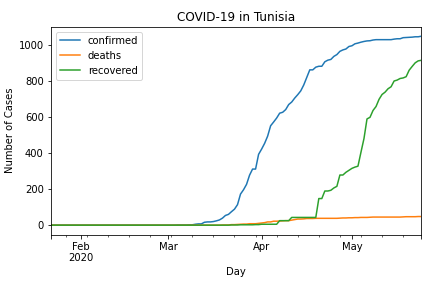 COVID-19 in Tunisia
confirmed
deaths
recovered
1000
800
600
400
200
0
Number of Cases
Feb
2020
Mar
Apr
May
Day